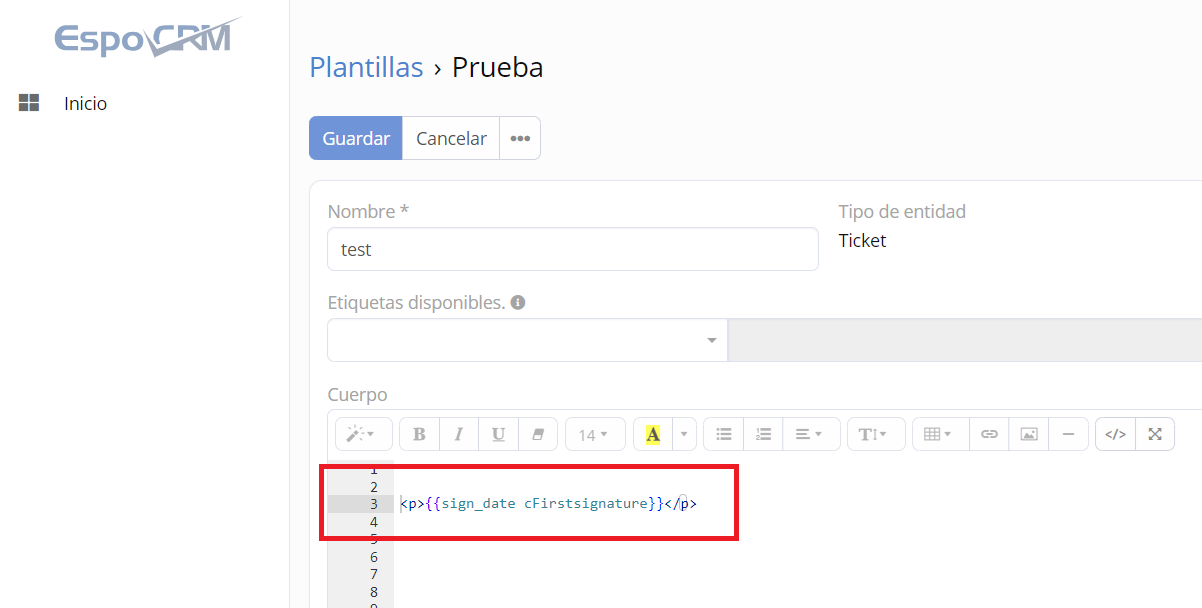 EspoCRM
Plantillas › Prueba
Inicio
Guardar Cancelar •••
Nombre * Tipo de entidad
test Ticket
Etiquetas disponibles.
Cuerpo
B I U 14 A T </>
1
2
3 <p>{{sign_date cFirstsignature}}</p>
4
5
6
7
8
9